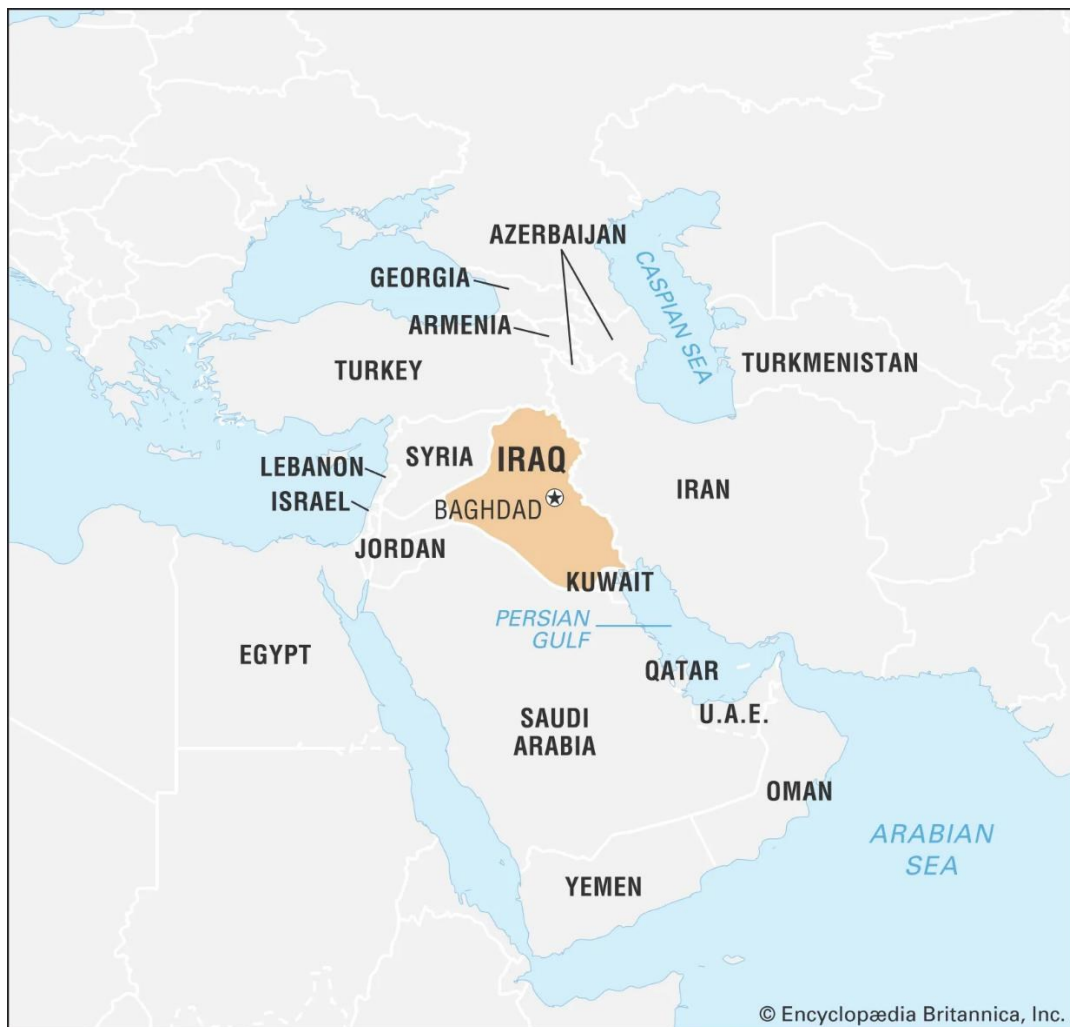 AZERBAIJAN
GEORGIA
CASPIAN SEA
ARMENIA
TURKEY
TURKMENISTAN
SYRIA
IRAQ
LEBANON
IRAN
ISRAEL
BAGHDAD
JORDAN
KUWAIT
PERSIAN
GULF
EGYPT
QATAR
U.A.E.
SAUDI
ARABIA
OMAN
ARABIAN
SEA
YEMEN
© Encyclopædia Britannica, Inc.